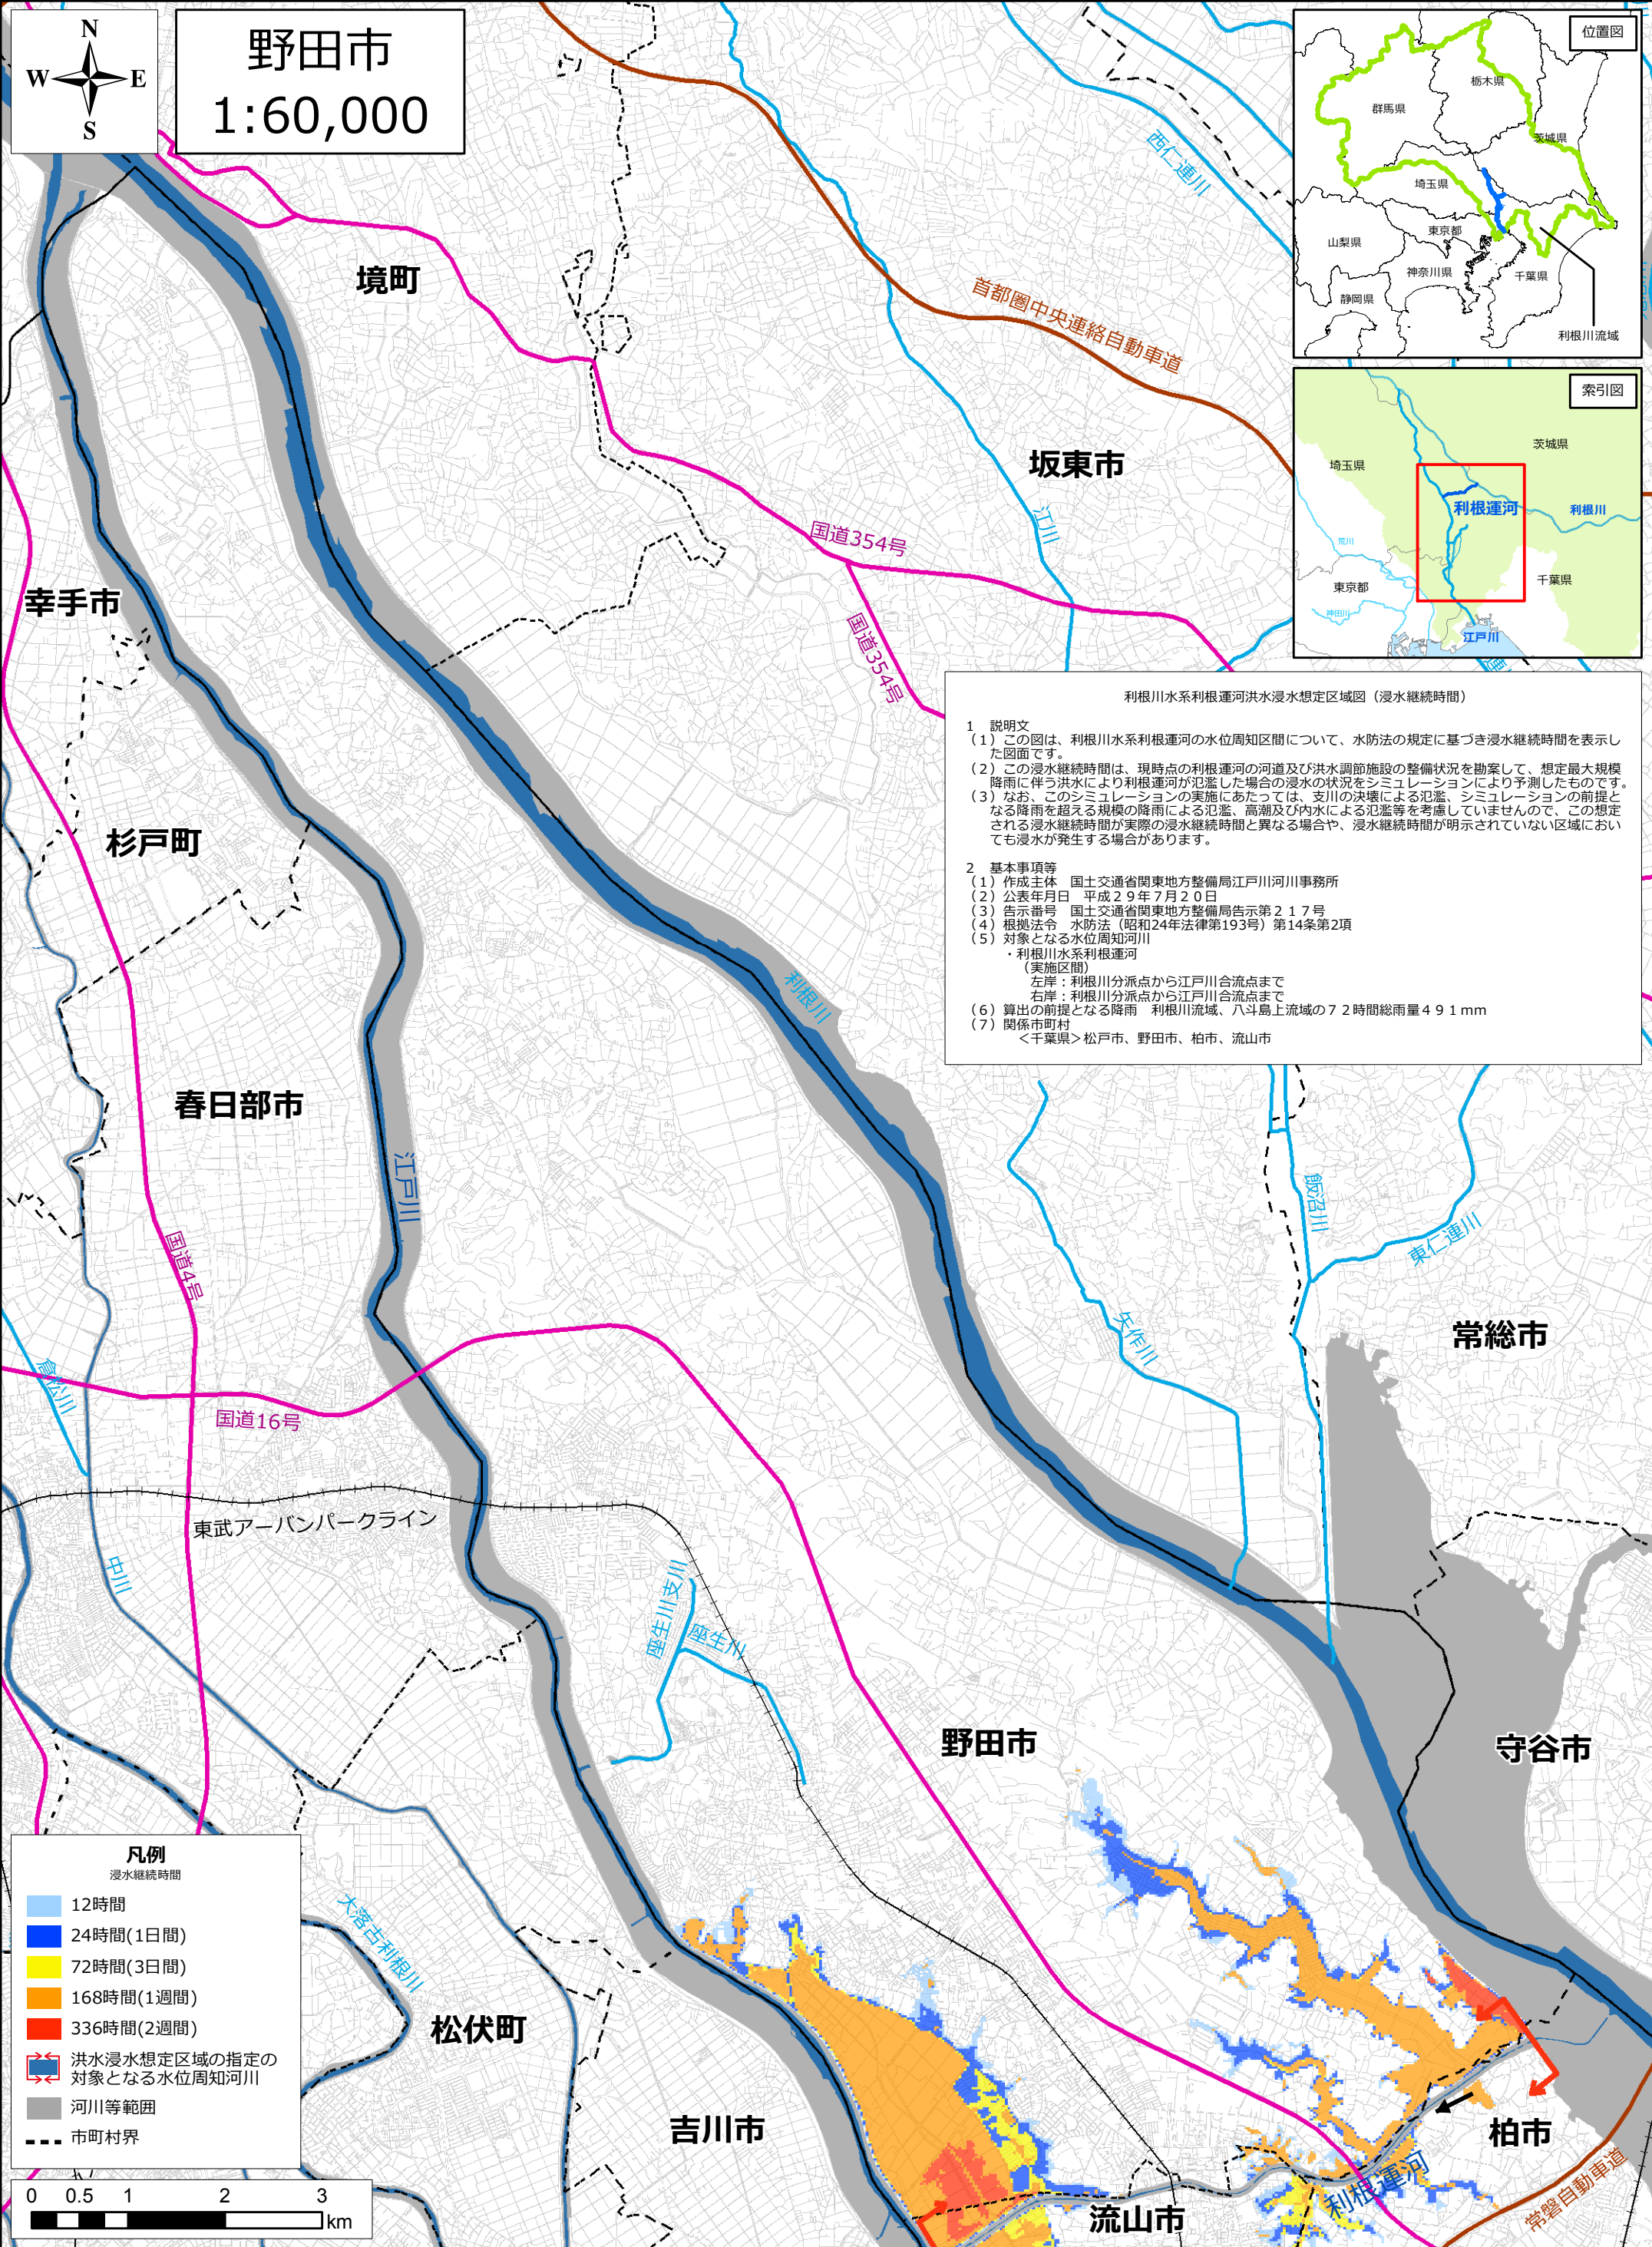 N
W E
S
野田市
1:60,000
位置図
栃木県
群馬県
茨城県
埼玉県
東京都
山梨県
神奈川県
千葉県
静岡県
利根川流域
索引図
茨城県
埼玉県
利根運河
利根川
荒川
東京都
千葉県
神田川
江戸川
西仁連川
境町
首都圏中央連絡自動車道
坂東市
江川
国道354号
国道354号
幸手市
利根川水系利根運河洪水浸水想定区域図(浸水継続時間)
1 説明文
(1)この図は、利根川水系利根運河の水位周知区間について、水防法の規定に基づき浸水継続時間を表示し
た図面です。
(2)この浸水継続時間は、現時点の利根運河の河道及び洪水調節施設の整備状況を勘案して、想定最大規模
降雨に伴う洪水により利根運河が氾濫した場合の浸水の状況をシミュレーションにより予測したものです。
(3)なお、このシミュレーションの実施にあたっては、支川の決壊による氾濫、シミュレーションの前提と
なる降雨を超える規模の降雨による氾濫、高潮及び内水による氾濫等を考慮していませんので、この想定
される浸水継続時間が実際の浸水継続時間と異なる場合や、浸水継続時間が明示されていない区域におい
ても浸水が発生する場合があります。
2 基本事項等
(1)作成主体 国土交通省関東地方整備局江戸川河川事務所
(2)公表年月日 平成29年7月20日
(3)告示番号 国土交通省関東地方整備局告示第217号
(4)根拠法令 水防法(昭和24年法律第193号)第14条第2項
(5)対象となる水位周知河川
・利根川水系利根運河
(実施区間)
左岸:利根川分派点から江戸川合流点まで
右岸:利根川分派点から江戸川合流点まで
(6)算出の前提となる降雨 利根川流域、八斗島上流域の72時間総雨量491mm
(7)関係市町村
<千葉県>松戸市、野田市、柏市、流山市
杉戸町
利根川
春日部市
江戸川
飯沼川
東仁連川
国道4号
矢作川
常総市
倉松川
国道16号
東武アーバンパークライン
中川
座生川支川
座生川
野田市
守谷市
凡例
浸水継続時間
12時間
24時間(1日間)
72時間(3日間)
168時間(1週間)
336時間(2週間)
洪水浸水想定区域の指定の
対象となる水位周知河川
河川等範囲
市町村界
大落古利根川
松伏町
吉川市
柏市
利根運河
流山市
常磐自動車道
0 0.5 1 2 3
km